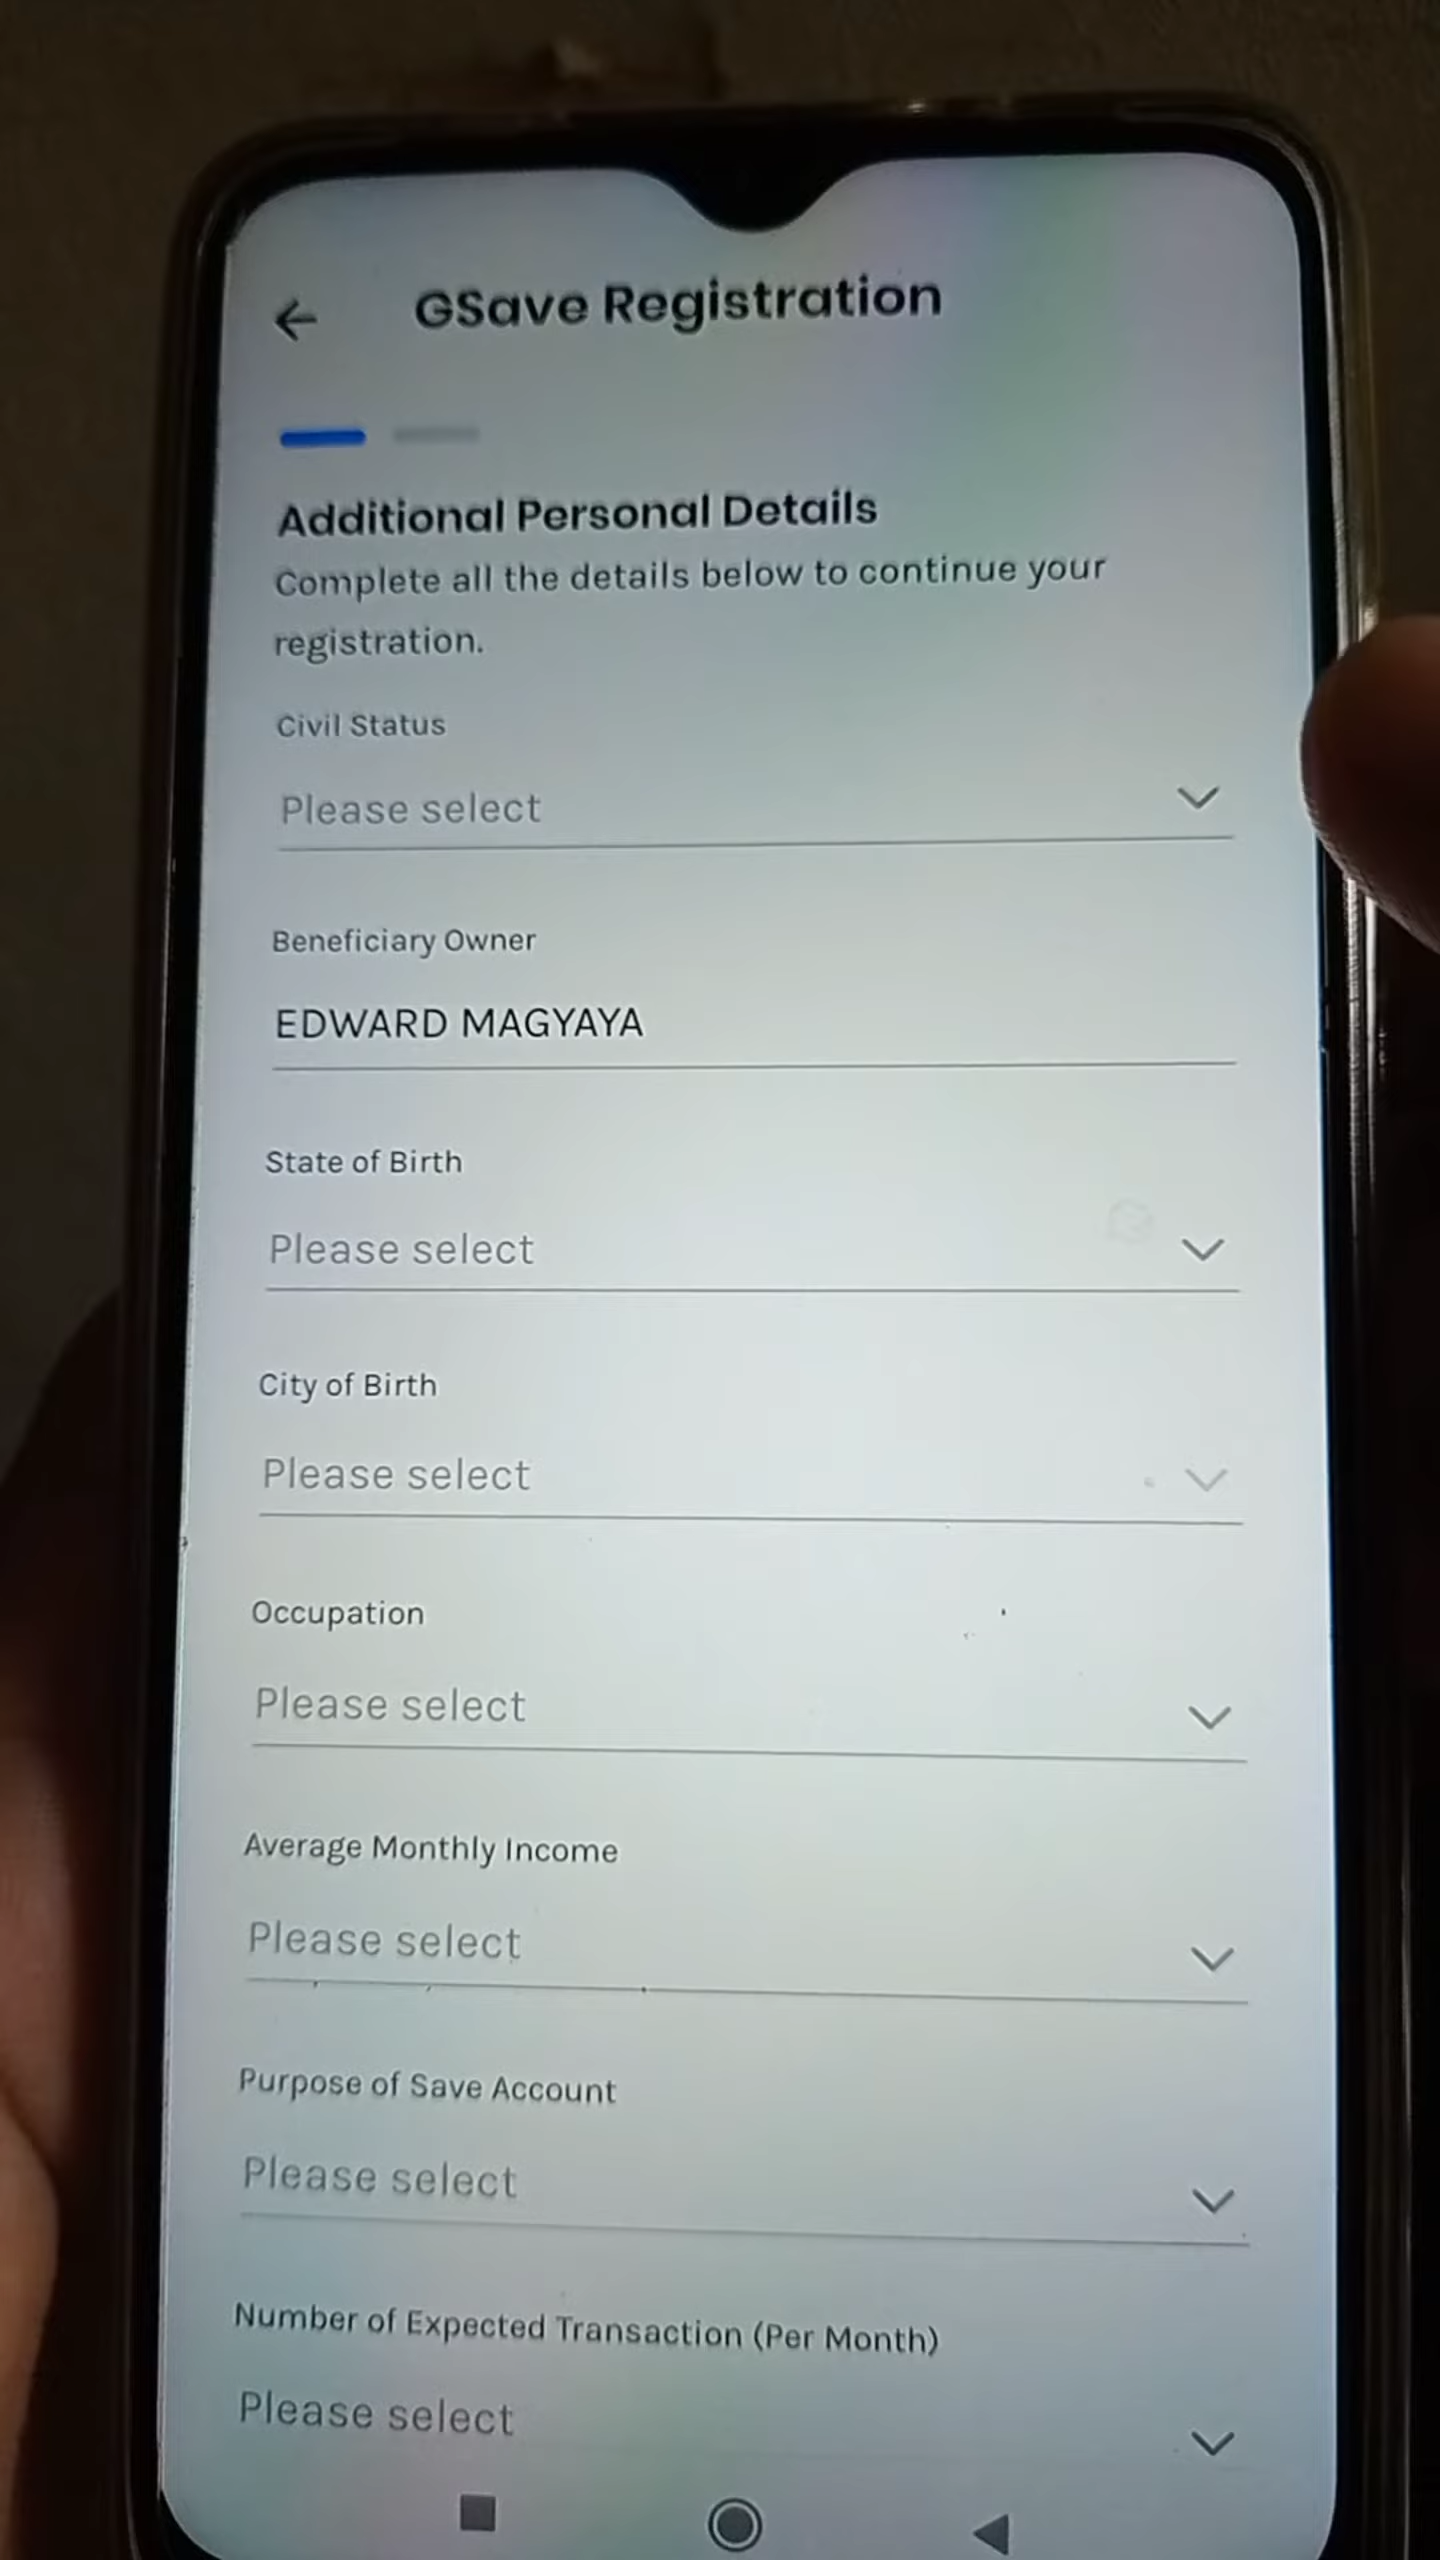 GSave Registration
Additional Personal Details
Complete all the details below to continue your
registration.
Civil Status
Please select
Beneficiary Owner
EDWARD MAGYAYA
State of Birth
Please select
City of Birth
Please select
Occupation
Please select
Average Monthly Income
Please select
Purpose of Save Account
Please select
Number of Expected Transaction (Per Month)
Please select